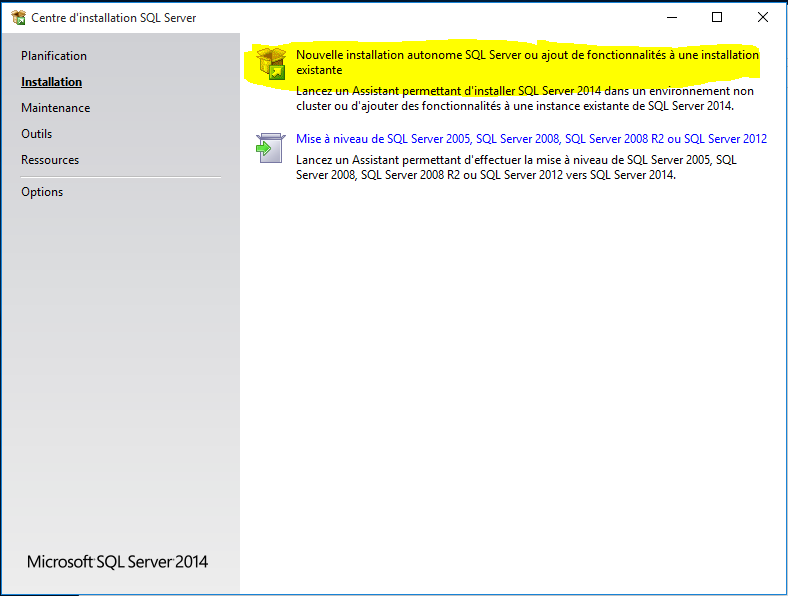 Centre d'installation SQL Server
Planification
Installation
Maintenance
Outils
Ressources
Options
Nouvelle installation autonome SQL Server ou ajout de fonctionnalités à une installation
existante
Lancez un Assistant permettant d'installer SQL Server 2014 dans un environnement non
cluster ou d'ajouter des fonctionnalités à une instance existante de SQL Server 2014.
Mise à niveau de SQL Server 2005, SQL Server 2008, SQL Server 2008 R2 ou SQL Server 2012
Lancez un Assistant permettant d'effectuer la mise à niveau de SQL Server 2005, SQL
Server 2008, SQL Server 2008 R2 ou SQL Server 2012 vers SQL Server 2014.
Microsoft SQL Server 2014